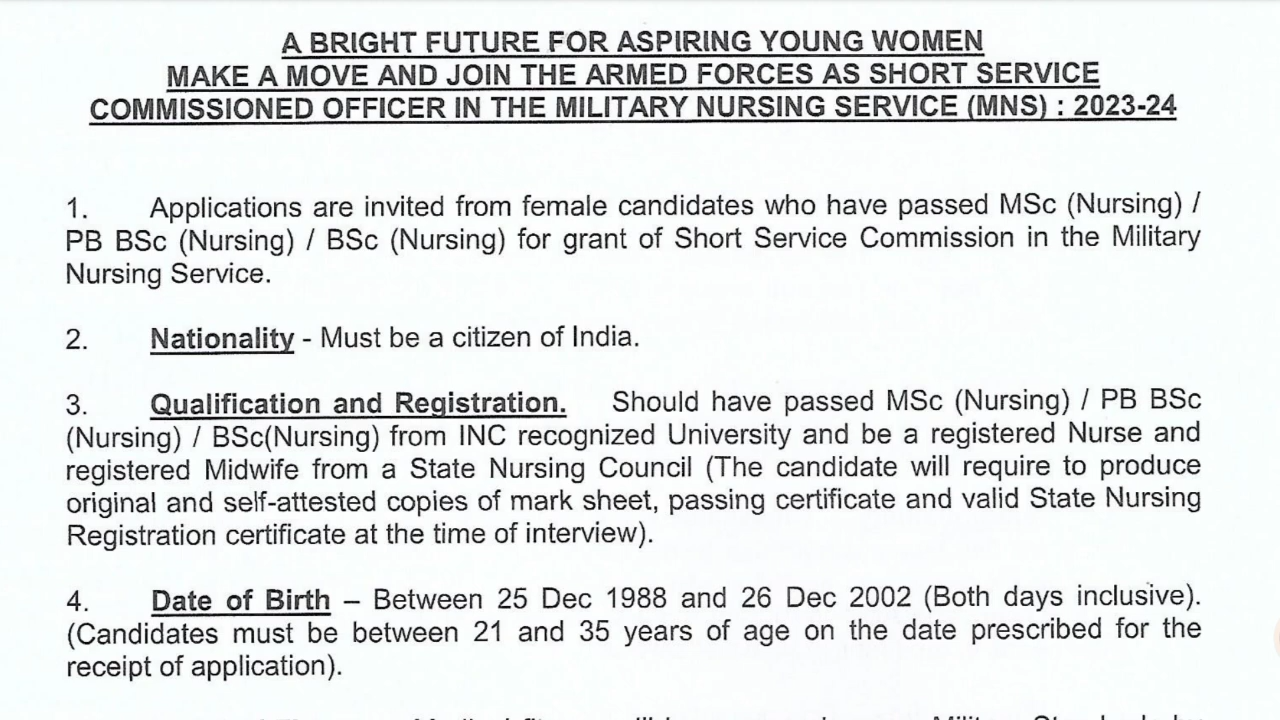 A BRIGHT FUTURE FOR ASPIRING YOUNG WOMEN
MAKE A MOVE AND JOIN THE ARMED FORCES AS SHORT SERVICE
COMMISSIONED OFFICER IN THE MILITARY NURSING SERVICE (MNS) : 2023-24
1. Applications are invited from female candidates who have passed MSc (Nursing) /
PB BSc (Nursing) / BSc (Nursing) for grant of Short Service Commission in the Military
Nursing Service.
2. Nationality - Must be a citizen of India.
3. Qualification and Registration. Should have passed MSc (Nursing) / PB BSc
(Nursing) / BSc(Nursing) from INC recognized University and be a registered Nurse and
registered Midwife from a State Nursing Council (The candidate will require to produce
original and self-attested copies of mark sheet, passing certificate and valid State Nursing
Registration certificate at the time of interview).
4. Date of Birth – Between 25 Dec 1988 and 26 Dec 2002 (Both days inclusive).
(Candidates must be between 21 and 35 years of age on the date prescribed for the
receipt of application).